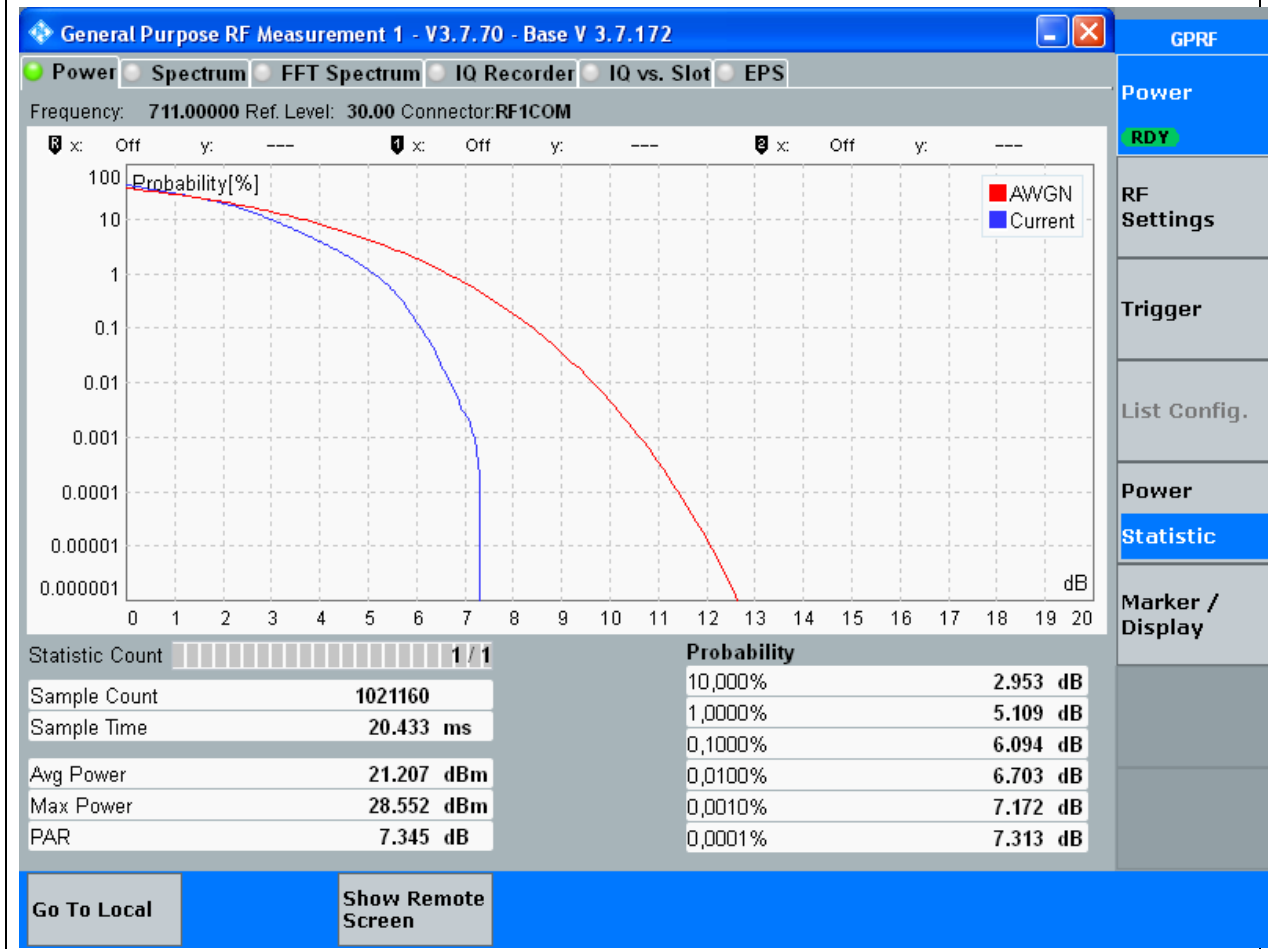 General Purpose RF Measurement 1 - V3.7.70 - Base V 3.7.172
GPRF
Power Spectrum FFT Spectrum IQ Recorder IQ vs. Slot EPS
Frequency: 711.00000 Ref. Level: 30.00 Connector:RF1COM
R x: Off y: --- 1 x: Off y: --- 2 x: Off y: ---
Probability[%]
AWGN
Current
100
10
1
0.1
0.01
0.001
0.0001
0.00001
0.000001
dB
0 1 2 3 4 5 6 7 8 9 10 11 12 13 14 15 16 17 18 19 20
Statistic Count 1 / 1
Sample Count 1021160
Sample Time 20.433 ms
Avg Power 21.207 dBm
Max Power 28.552 dBm
PAR 7.345 dB
Probability
10,000% 2.953 dB
1,0000% 5.109 dB
0,1000% 6.094 dB
0,0100% 6.703 dB
0,0010% 7.172 dB
0,0001% 7.313 dB
Power
RDY
RF
Settings
Trigger
List Config.
Power
Statistic
Marker /
Display
Go To Local
Show Remote
Screen